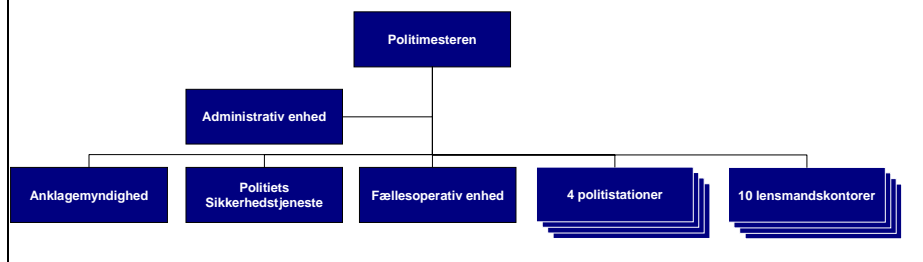 Politimesteren
Administrativ enhed
Anklagemyndighed
Politiets
Sikkerhedstjeneste
Fællesoperativ enhed
4 politistationer
10 lensmandskontorer